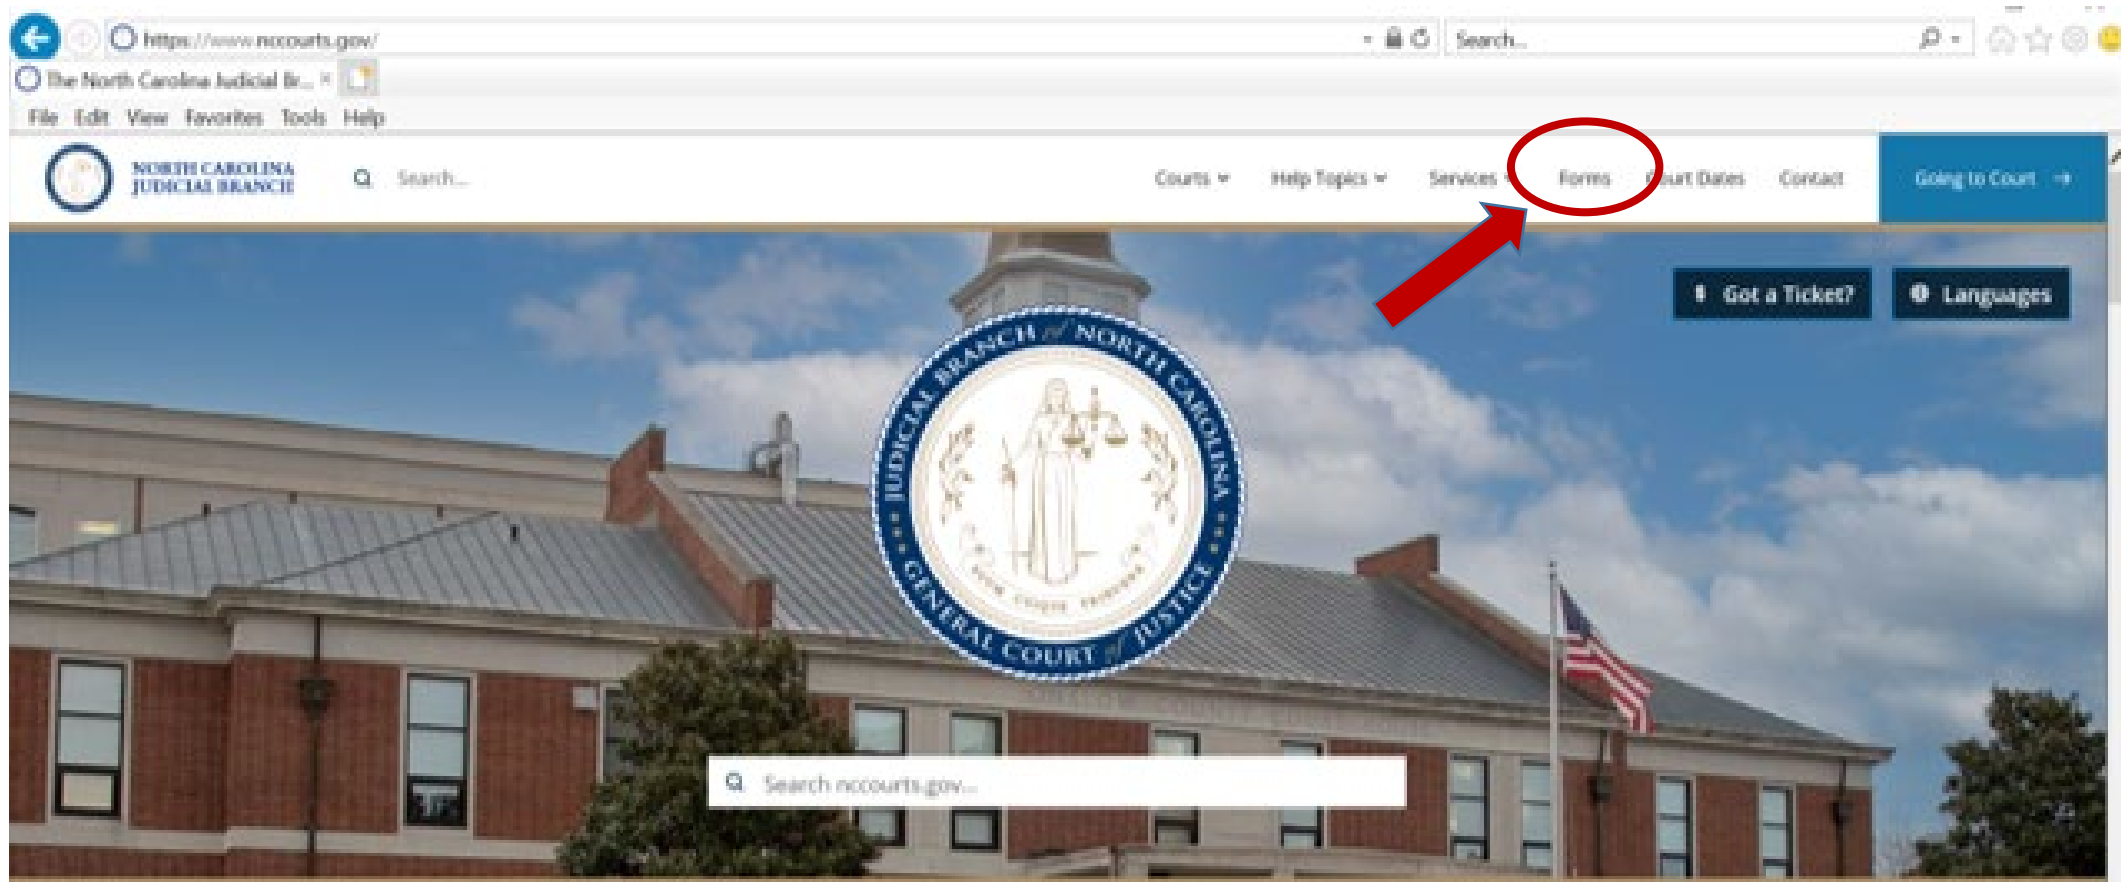 https://www.nccourts.gov/
Search...
The North Carolina Judicial Br...
File Edit View Favorites Tools Help
NORTH CAROLINA
JUDICIAL BRANCH
Search...
Courts Help Topics Services Forms Court Dates Contact Going to Court →
Got a Ticket? Languages
JUDICIAL BRANCH of NORTH CAROLINA
GENERAL COURT of JUSTICE
Search nccourts.gov...